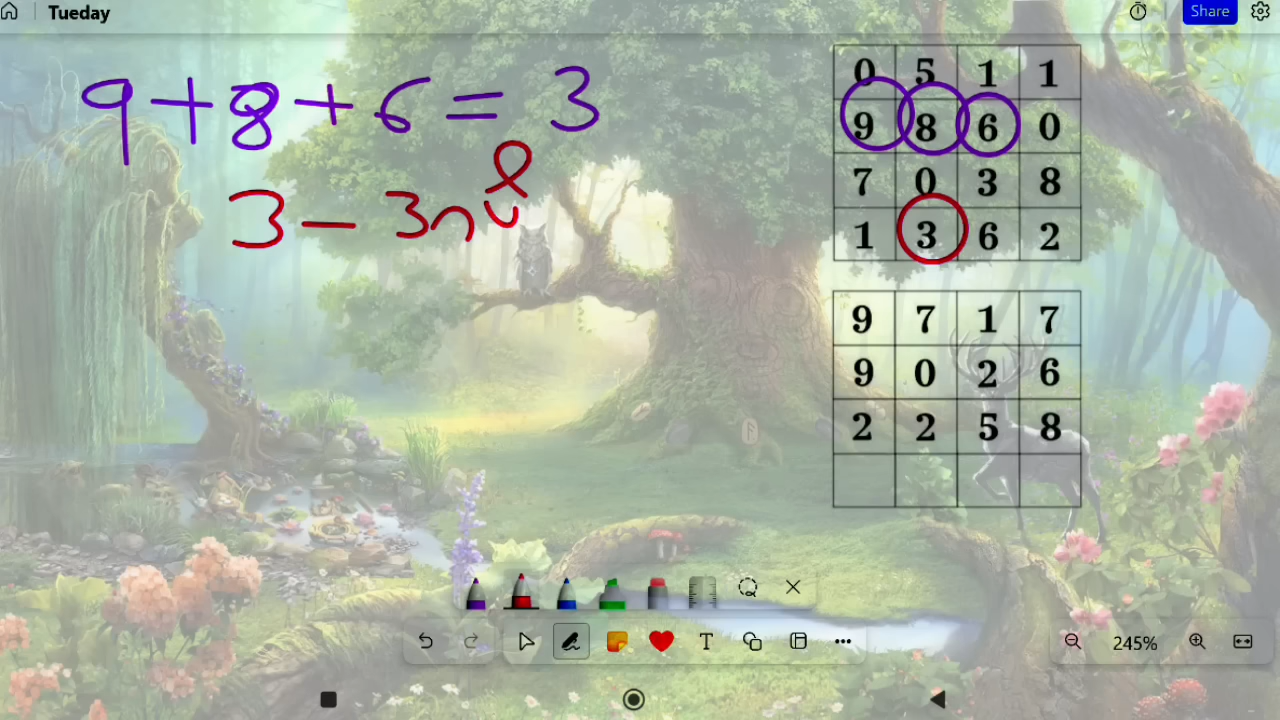 Tueday
Share
9+8+6=3
3-3
0 5 1 1
9 8 6 0
7 0 3 8
1 3 6 2
9 7 1 7
9 0 2 6
2 2 5 8
T
245%